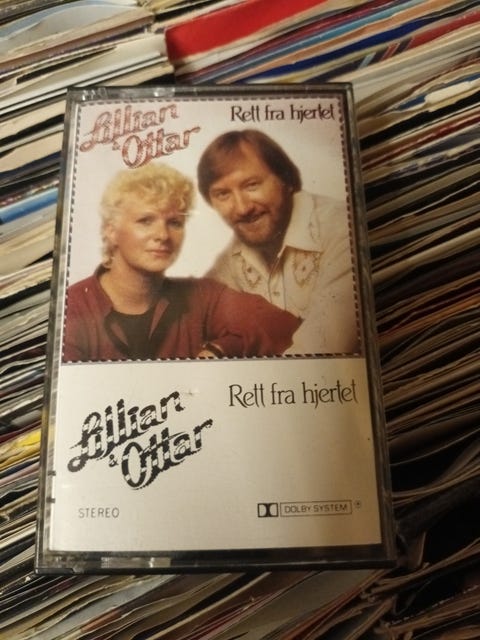 Lillian
& Ottar
Rett fra hjertet
Lillian
& Ottar
Rett fra hjertet
STEREO
DOLBY SYSTEM ®